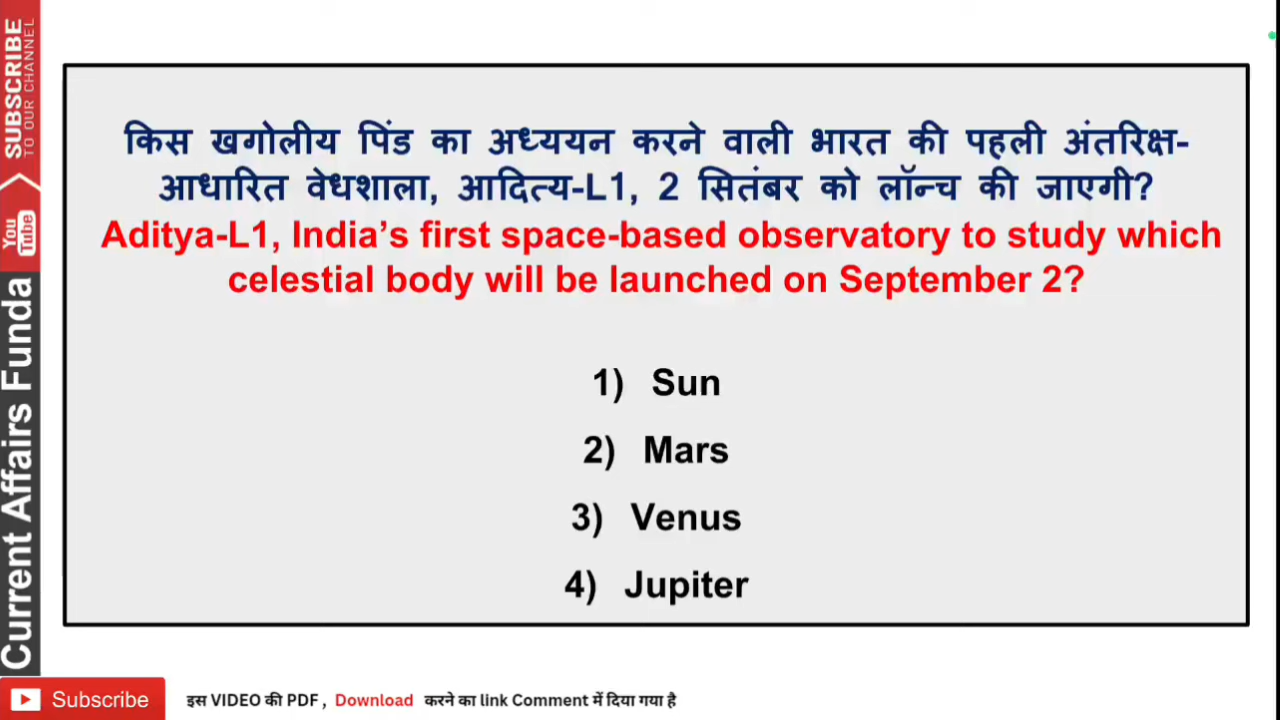 SUBSCRIBE
TO OUR CHANNEL
You
Tube
Current Affairs Funda
किस खगोलीय पिंड का अध्ययन करने वाली भारत की पहली अंतरिक्ष-
आधारित वेधशाला, आदित्य-L1, 2 सितंबर को लॉन्च की जाएगी?
Aditya-L1, India’s first space-based observatory to study which
celestial body will be launched on September 2?
1) Sun
2) Mars
3) Venus
4) Jupiter
Subscribe
इस VIDEO की PDF , Download करने का link Comment में दिया गया है